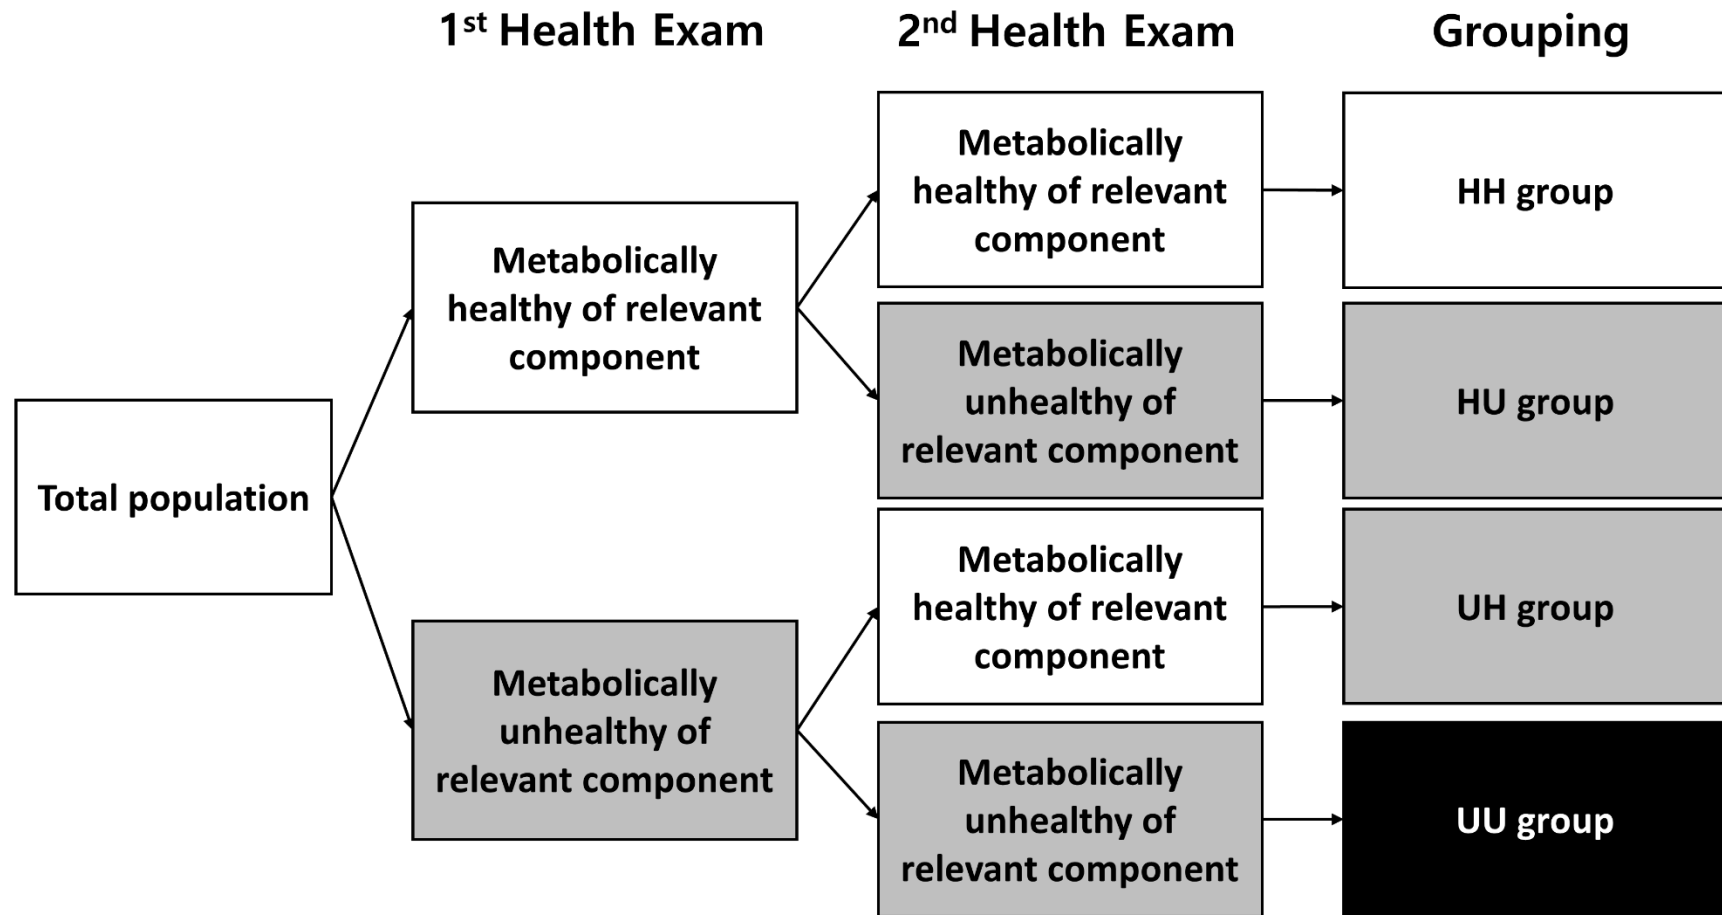 1st Health Exam
2nd Health Exam
Grouping
Total population
Metabolically
healthy of relevant
component
Metabolically
unhealthy of
relevant component
Metabolically
healthy of relevant
component
Metabolically
unhealthy of
relevant component
Metabolically
healthy of relevant
component
Metabolically
unhealthy of
relevant component
HH group
HU group
UH group
UU group